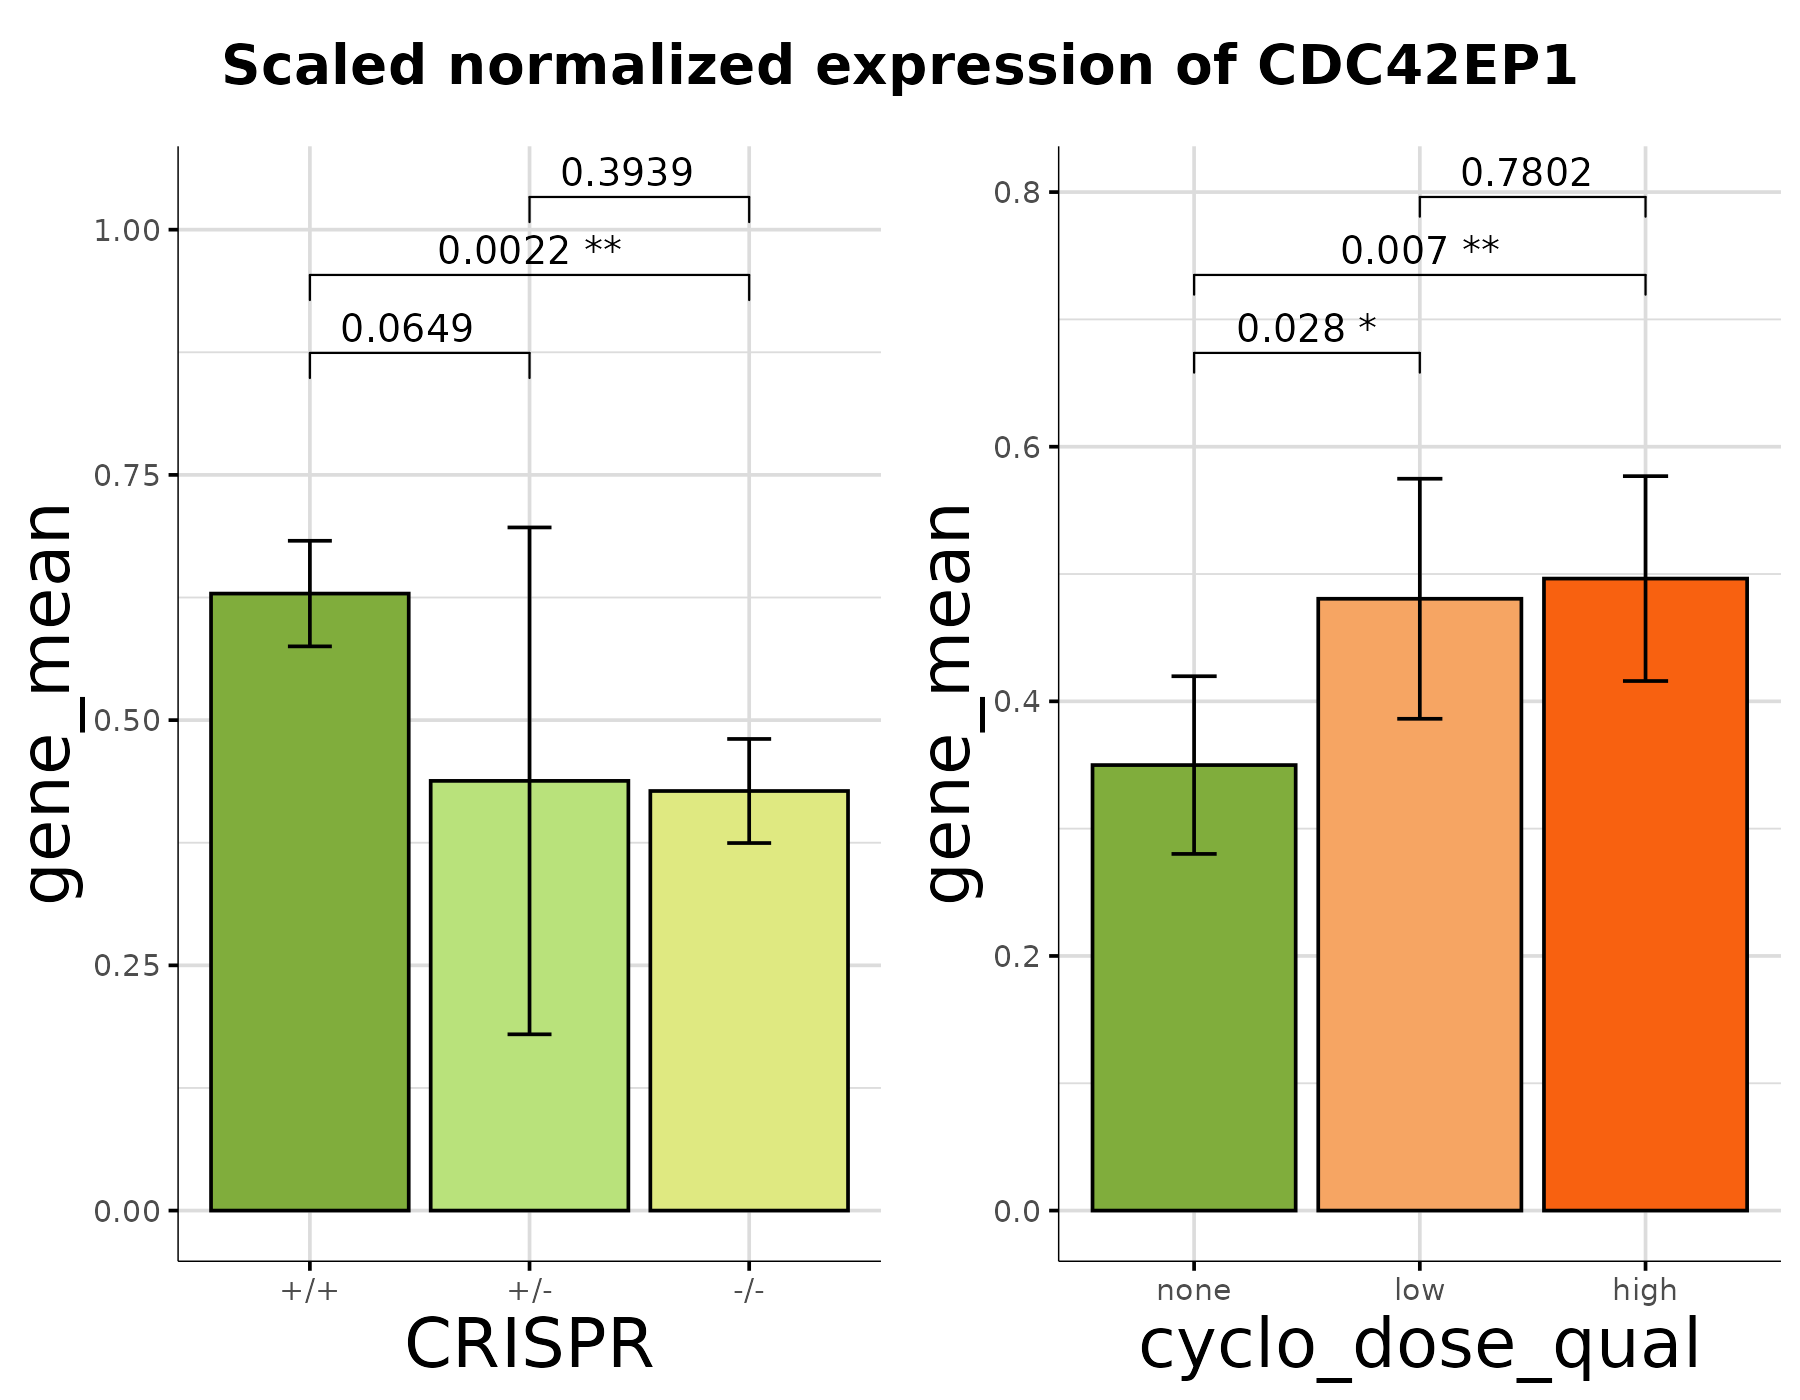 Scaled normalized expression of CDC42EP1
gene_mean
1.00
0.75
0.50
0.25
0.00
0.3939
0.0022 **
0.0649
+/+
+/-
-/-
CRISPR
gene_mean
0.8
0.6
0.4
0.2
0.0
0.7802
0.007 **
0.028 *
none
low
high
cyclo_dose_qual